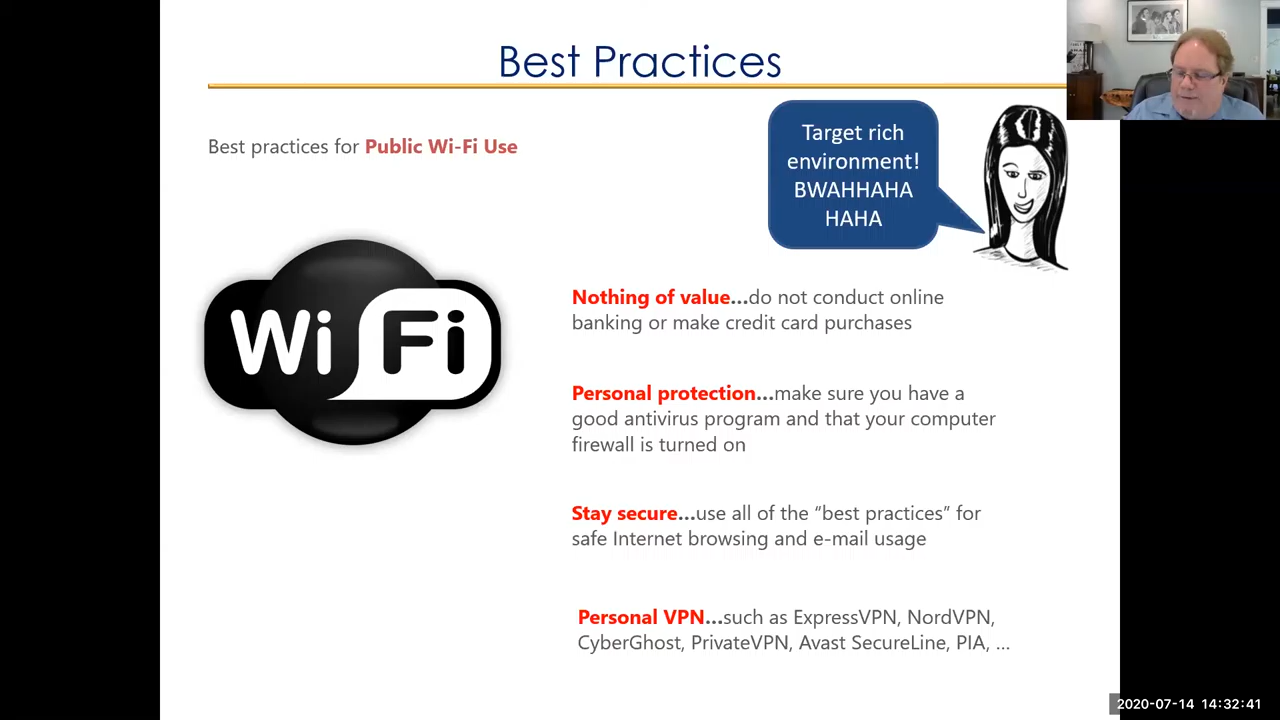 Best Practices
Best practices for Public Wi-Fi Use
Target rich
environment!
BWAHHAHA
HAHA
Wi Fi
Nothing of value...do not conduct online
banking or make credit card purchases
Personal protection...make sure you have a
good antivirus program and that your computer
firewall is turned on
Stay secure...use all of the “best practices” for
safe Internet browsing and e-mail usage
Personal VPN...such as ExpressVPN, NordVPN,
CyberGhost, PrivateVPN, Avast SecureLine, PIA, ...
2020-07-14 14:32:41